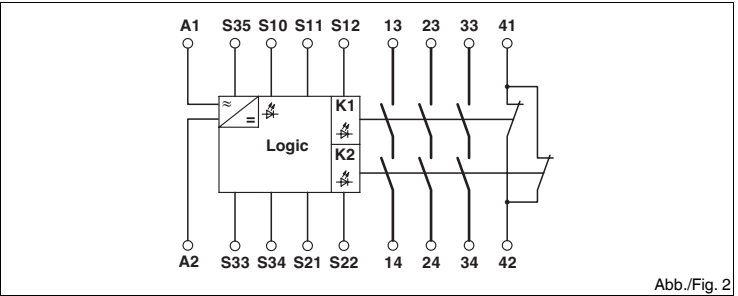 A1 S35 S10 S11 S12 13 23 33 41
≈
=
K1
Logic
K2
A2 S33 S34 S21 S22 14 24 34 42
Abb./Fig. 2